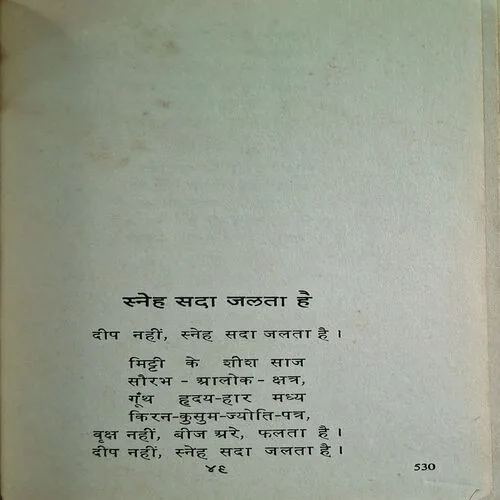 स्नेह सदा जलता है
दीप नहीं, स्नेह सदा जलता है ।
मिट्टी के शीश साज
सौरभ - आलोक - क्षत्र,
गूँथ हृदय-हार मध्य
किरन-कुसुम-ज्योति-पत्र,
वृक्ष नहीं, बीज अरे, फलता है ।
दीप नहीं, स्नेह सदा जलता है ।
४९ 530